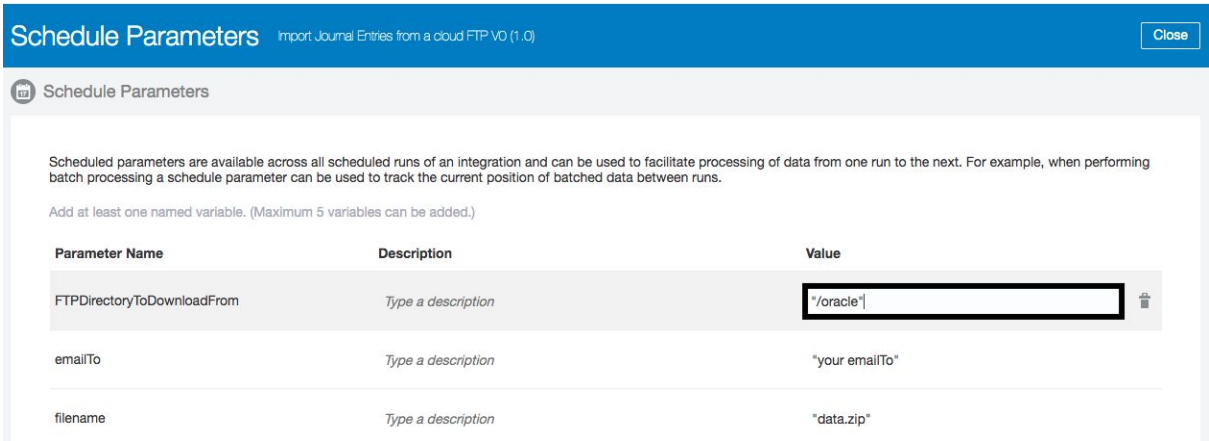 Schedule Parameters Import Journal Entries from a cloud FTP V0 (1.0) Close
17 Schedule Parameters
Scheduled parameters are available across all scheduled runs of an integration and can be used to facilitate processing of data from one run to the next. For example, when performing
batch processing a schedule parameter can be used to track the current position of batched data between runs.
Add at least one named variable. (Maximum 5 variables can be added.)
Parameter Name Description Value
FTPDirectoryToDownloadFrom Type a description "/oracle"
emailTo Type a description "your emailTo"
filename Type a description "data.zip"